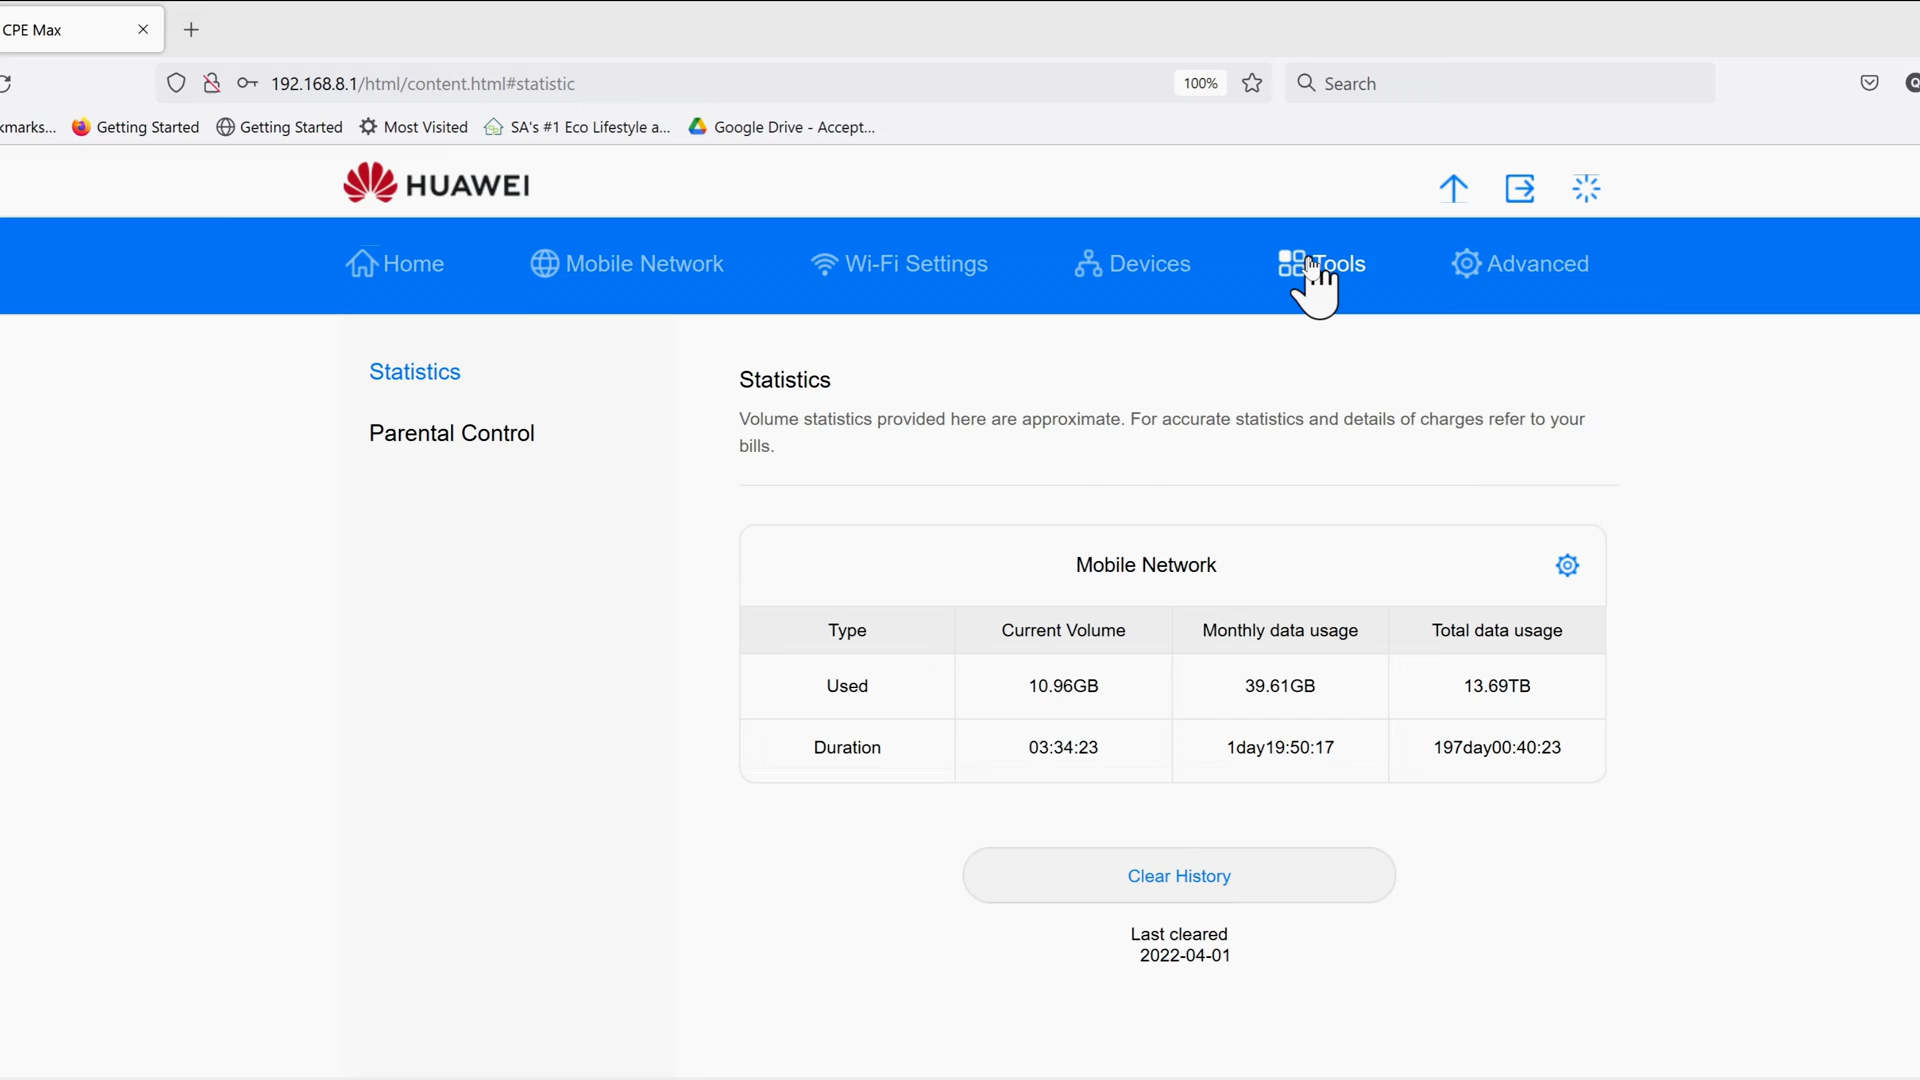 CPE Max
192.168.8.1/html/content.html#statistic
100%
Search
kmarks...
Getting Started
Getting Started
Most Visited
SA's #1 Eco Lifestyle a...
Google Drive - Accept...
HUAWEI
Home
Mobile Network
Wi-Fi Settings
Devices
Tools
Advanced
Statistics
Parental Control
Statistics
Volume statistics provided here are approximate. For accurate statistics and details of charges refer to your
bills.
Mobile Network
Type Current Volume Monthly data usage Total data usage
Used 10.96GB 39.61GB 13.69TB
Duration 03:34:23 1day19:50:17 197day00:40:23
Clear History
Last cleared
2022-04-01